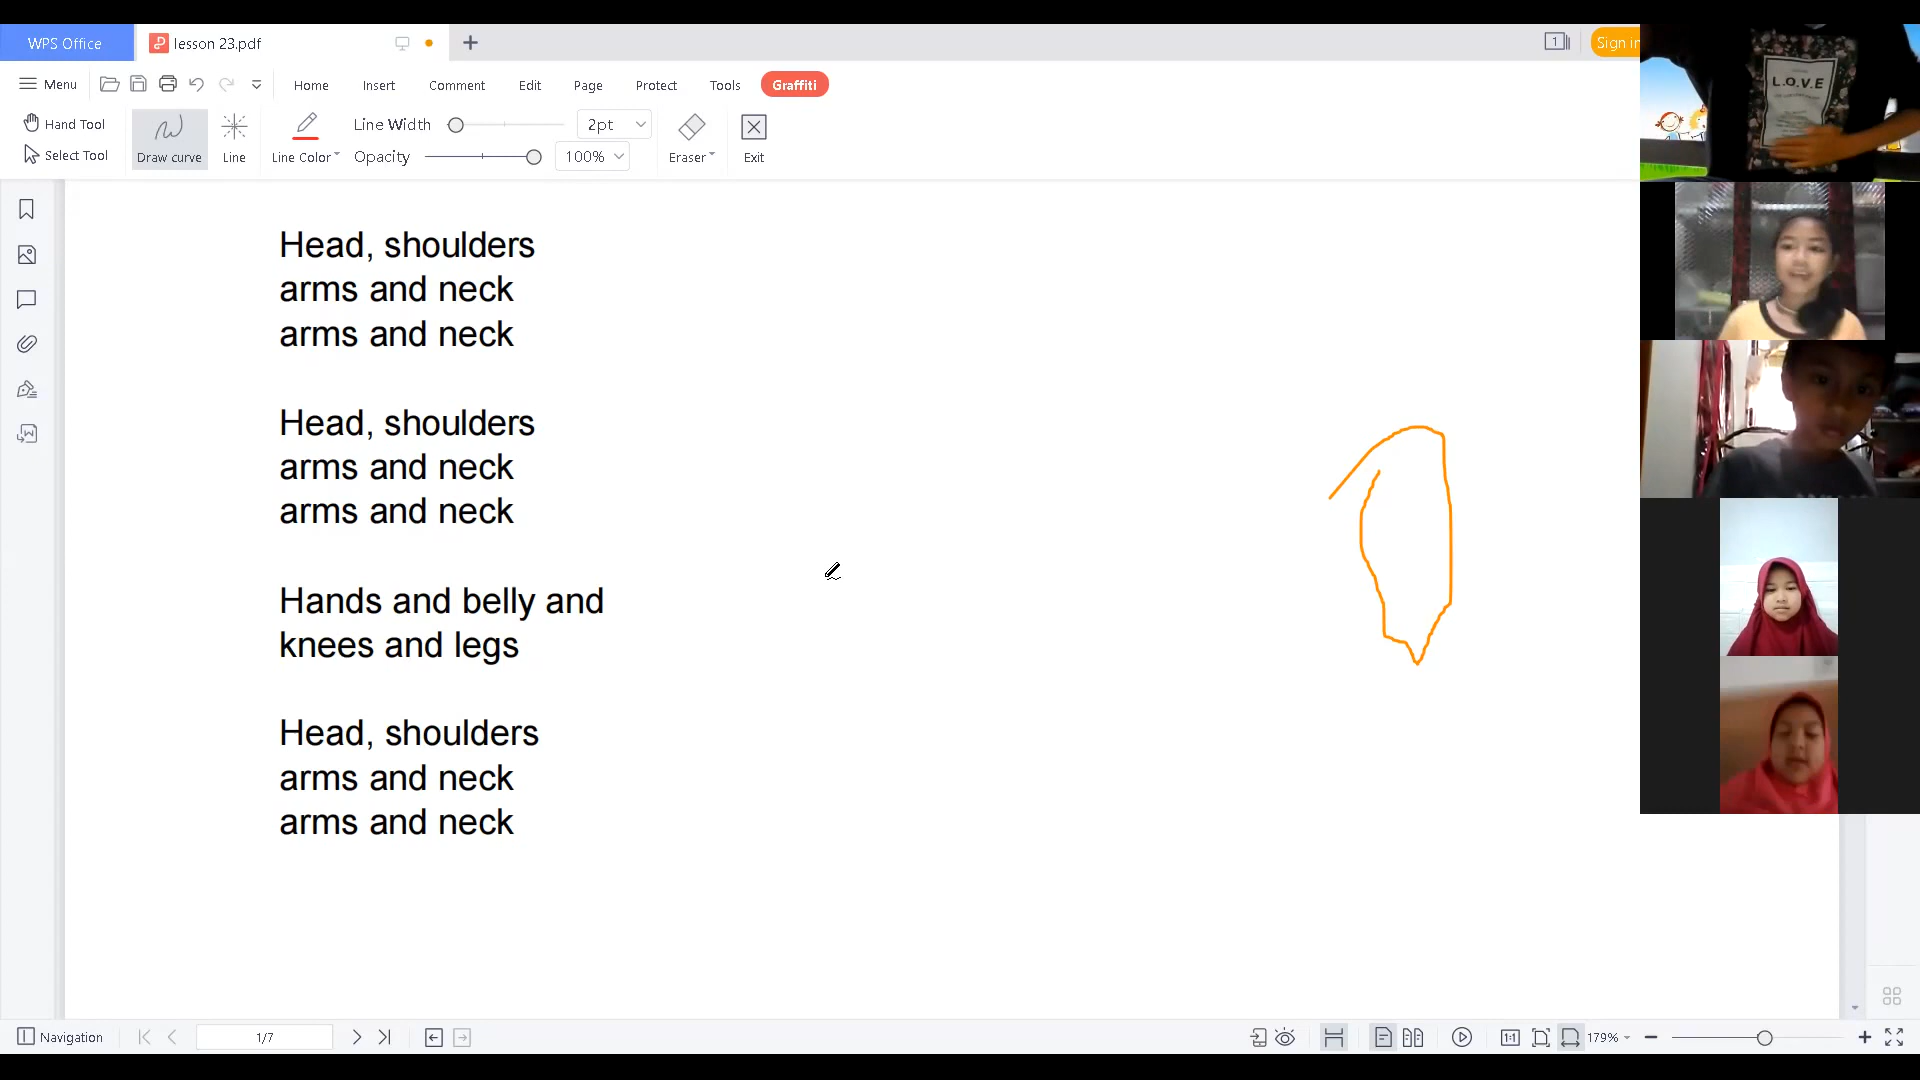 WPS Office
lesson 23.pdf
1
Sign in
Menu
Home
Insert
Comment
Edit
Page
Protect
Tools
Graffiti
Hand Tool
Select Tool
Draw curve
Line
Line Color
Line Width
2pt
Opacity
100%
Eraser
Exit
L.O.V.E
Head, shoulders
arms and neck
arms and neck
Head, shoulders
arms and neck
arms and neck
Hands and belly and
knees and legs
Head, shoulders
arms and neck
arms and neck
Navigation
1/7
1:1
179%